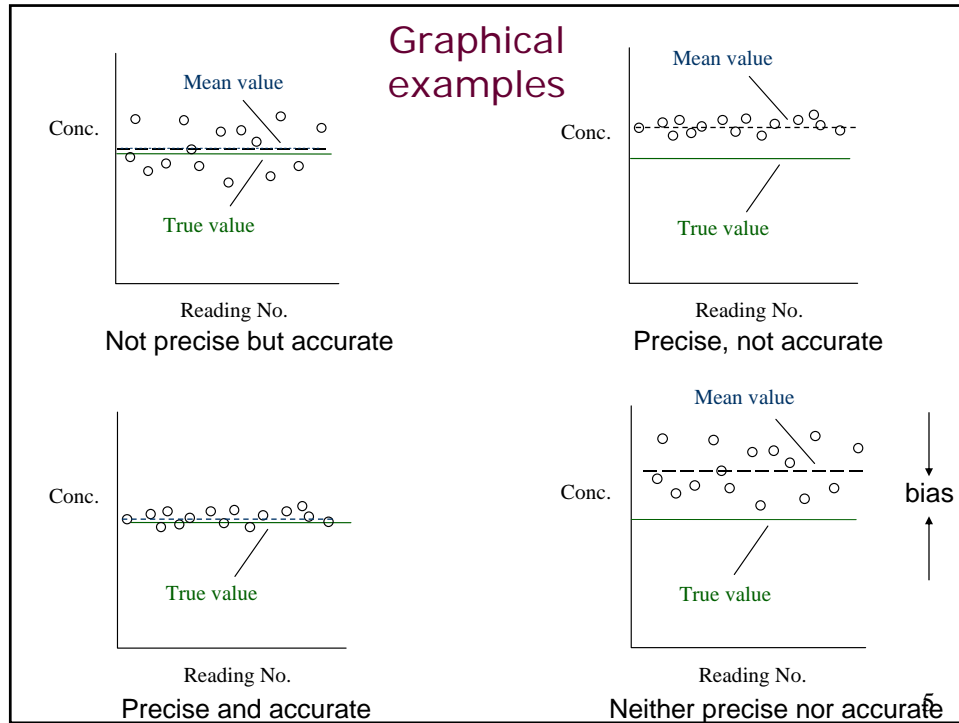 Graphical
examples
Mean value
Conc.
True value
Reading No.
Not precise but accurate
Mean value
Conc.
True value
Reading No.
Precise, not accurate
Conc.
True value
Reading No.
Precise and accurate
Mean value
Conc.
bias
True value
Reading No.
Neither precise nor accurate
5